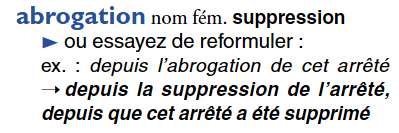 abrogation nom fém. suppression
► ou essayez de reformuler :
ex. : depuis l'abrogation de cet arrêté
→ depuis la suppression de l'arrêté,
depuis que cet arrêté a été supprimé